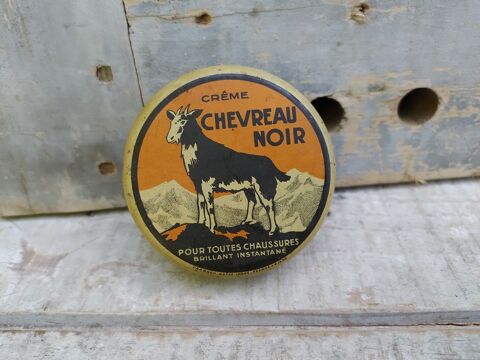 CRÈME
CHEVREAU
NOIR
POUR TOUTES CHAUSSURES
BRILLANT INSTANTANÉ